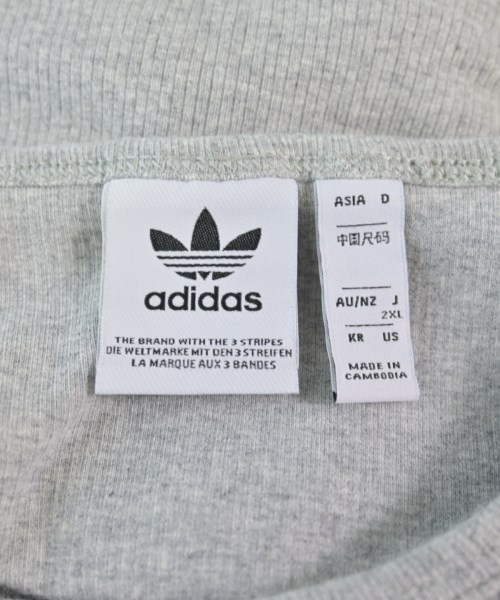 adidas
THE BRAND WITH THE 3 STRIPES
DIE WELTMARKE MIT DEN 3 STREIFEN
LA MARQUE AUX 3 BANDES
ASIA D
中国尺码
AU/NZ J
2XL
KR US
MADE IN
CAMBODIA